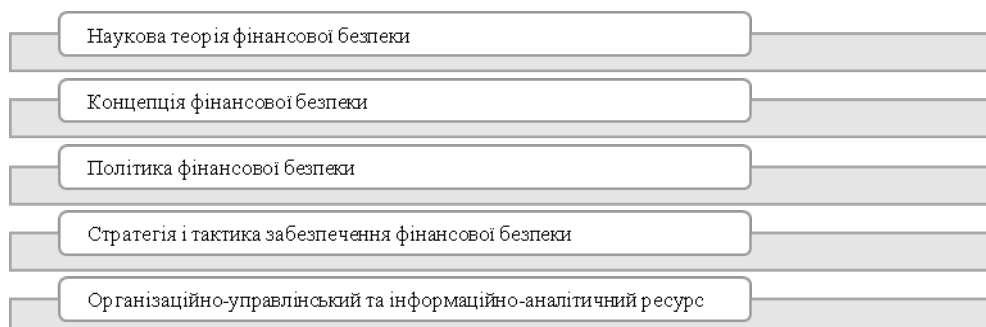 Наукова теорія фінансової безпеки
Концепція фінансової безпеки
Політика фінансової безпеки
Стратегія і тактика забезпечення фінансової безпеки
Організаційно-управлінський та інформаційно-аналітичний ресурс